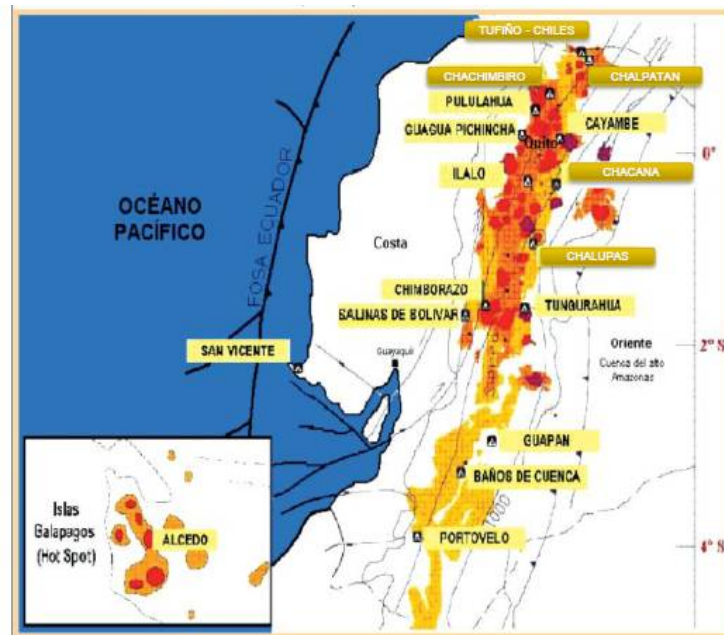 TUFIÑO - CHILES
CHACHIMBIRO
CHALPATAN
PULULAHUA
CAYAMBE
GUAGUA PICHINCHA
Quito
0°
ILALO
CHACANA
OCÉANO
PACÍFICO
FOSA ECUADOR
Costa
CHALUPAS
CHIMBORAZO
SALINAS DE BOLIVAR
TUNGURAHUA
Oriente
Cuenca del alto
Amazonas
2° S
SAN VICENTE
Guayaquil
GUAPAN
BAÑOS DE CUENCA
1000
PORTOVELO
4° S
Islas
Galapagos
(Hot Spot)
ALCEDO